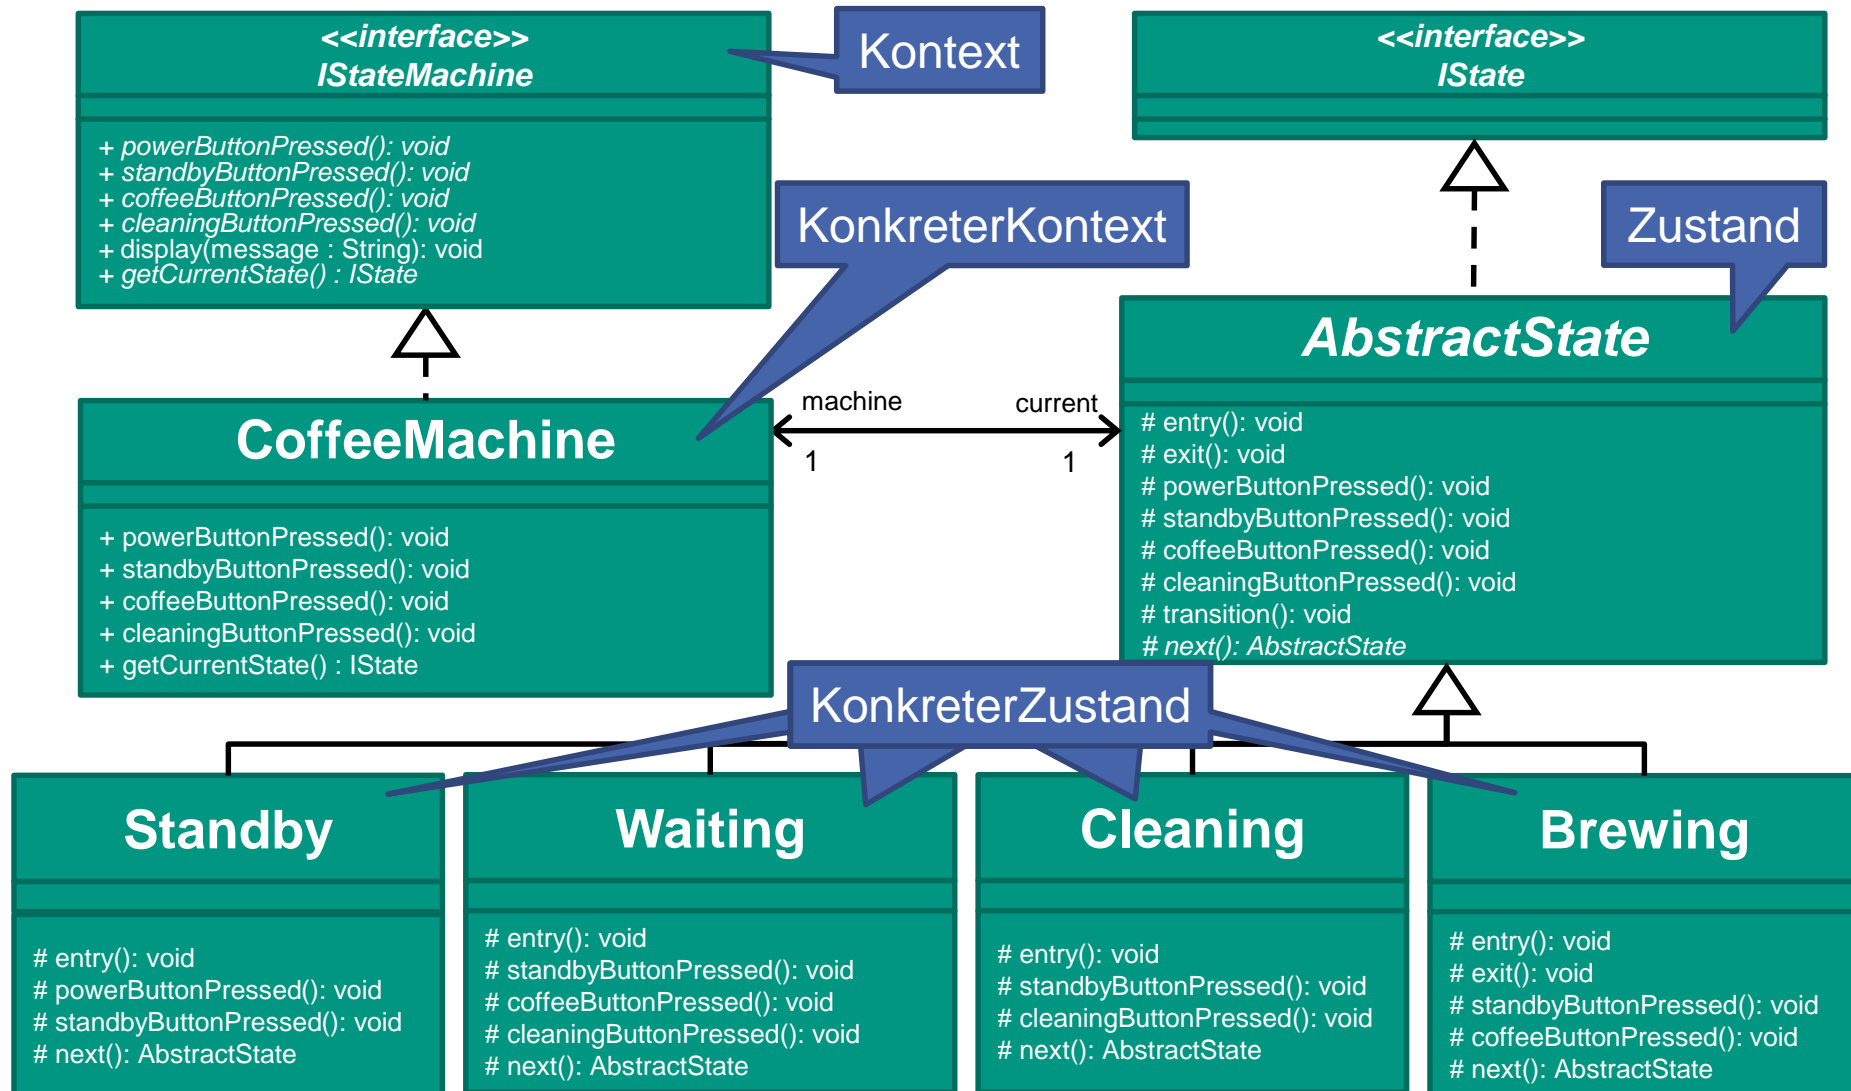 <<interface>>
IStateMachine
+ powerButtonPressed(): void
+ standbyButtonPressed(): void
+ coffeeButtonPressed(): void
+ cleaningButtonPressed(): void
+ display(message : String): void
+ getCurrentState() : IState
Kontext
<<interface>>
IState
KonkreterKontext
Zustand
CoffeeMachine
+ powerButtonPressed(): void
+ standbyButtonPressed(): void
+ coffeeButtonPressed(): void
+ cleaningButtonPressed(): void
+ getCurrentState() : IState
machine
current
1
1
AbstractState
# entry(): void
# exit(): void
# powerButtonPressed(): void
# standbyButtonPressed(): void
# coffeeButtonPressed(): void
# cleaningButtonPressed(): void
# transition(): void
# next(): AbstractState
KonkreterZustand
Standby
# entry(): void
# powerButtonPressed(): void
# standbyButtonPressed(): void
# next(): AbstractState
Waiting
# entry(): void
# standbyButtonPressed(): void
# coffeeButtonPressed(): void
# cleaningButtonPressed(): void
# next(): AbstractState
Cleaning
# entry(): void
# standbyButtonPressed(): void
# cleaningButtonPressed(): void
# next(): AbstractState
Brewing
# entry(): void
# exit(): void
# standbyButtonPressed(): void
# coffeeButtonPressed(): void
# next(): AbstractState